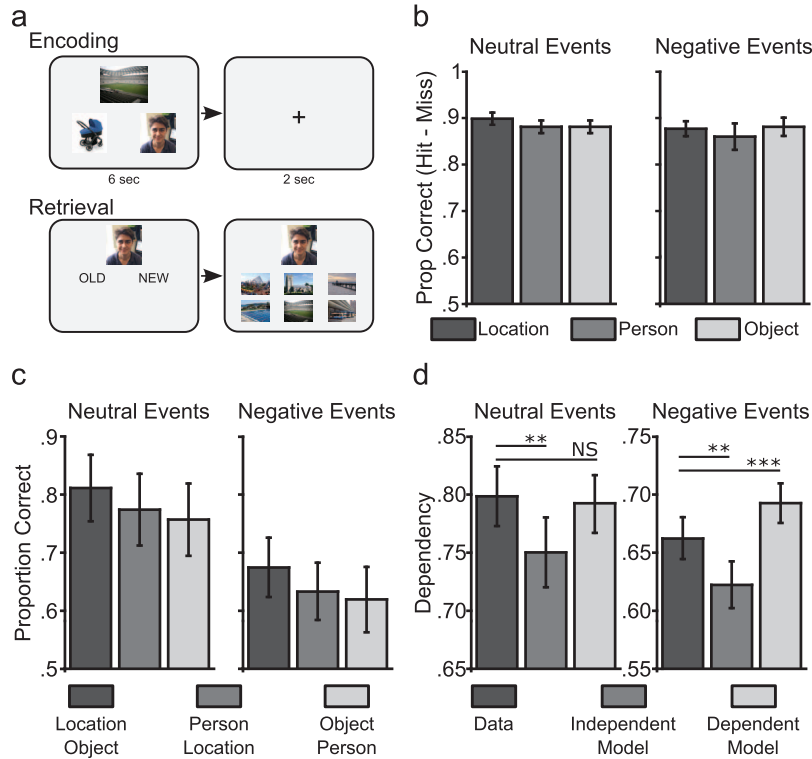 a
Encoding
+
6 sec
2 sec
Retrieval
OLD NEW
b
Neutral Events Negative Events
Prop Correct (Hit - Miss)
1
.9
.8
.7
.6
.5
Location Person Object
c
Neutral Events Negative Events
Proportion Correct
.9
.8
.7
.6
.5
Location Object
Person Location
Object Person
d
Neutral Events Negative Events
Dependency
.85
.80
.75
.70
.65
** 
NS
.75
.70
.65
.60
.55
**
***
Data
Independent Model
Dependent Model